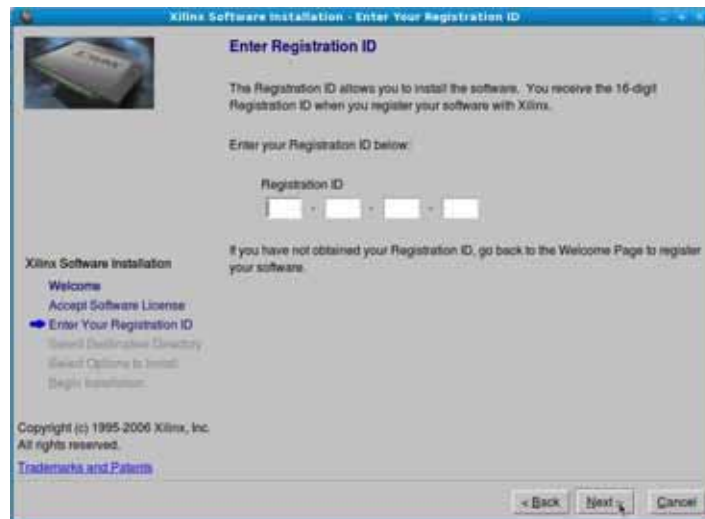 Xilinx Software Installation - Enter Your Registration ID
XILINX
Enter Registration ID
The Registration ID allows you to install the software. You receive the 16-digit
Registration ID when you register your software with Xilinx.
Enter your Registration ID below:
Registration ID
- - -
If you have not obtained your Registration ID, go back to the Welcome Page to register
your software.
Xilinx Software Installation
Welcome
Accept Software License
Enter Your Registration ID
Select Destination Directory
Select Options to Install
Begin Installation
Copyright (c) 1995-2006 Xilinx, Inc.
All rights reserved.
Trademarks and Patents
< Back
Next >
Cancel